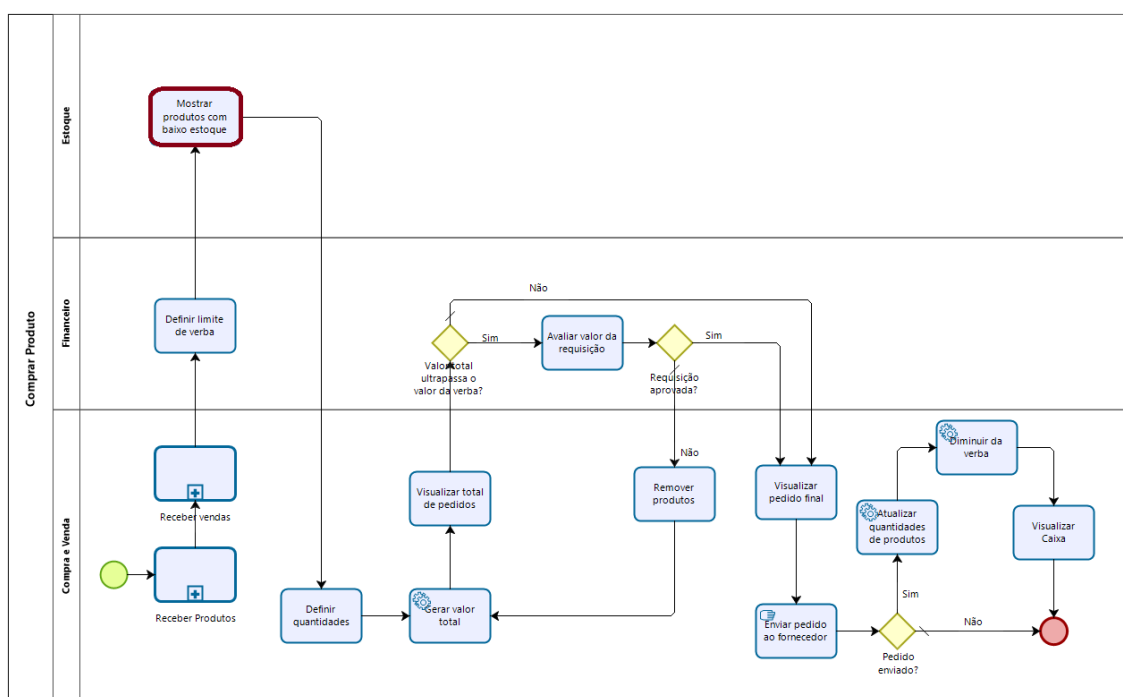 Comprar Produto
Estoque
Mostrar
produtos com
baixo estoque
Financeiro
Definir limite
de verba
Não
Valor total
ultrapassa o
valor da verba?
Sim
Avaliar valor da
requisição
Requisição
aprovada?
Sim
Compra e Venda
Receber vendas
Receber Produtos
Definir
quantidades
Gerar valor
total
Visualizar total
de pedidos
Não
Remover
produtos
Visualizar
pedido final
Enviar pedido
ao fornecedor
Pedido
enviado?
Sim
Não
Atualizar
quantidades
de produtos
Diminuir da
verba
Visualizar
Caixa